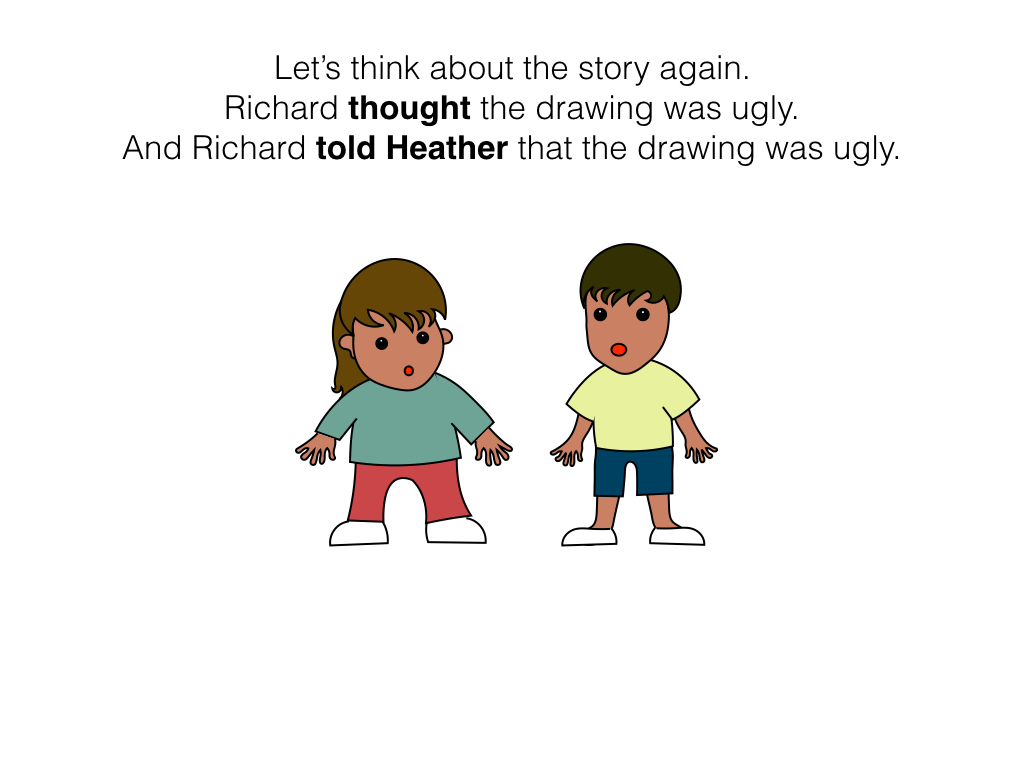 Let’s think about the story again.
Richard thought the drawing was ugly.
And Richard told Heather that the drawing was ugly.